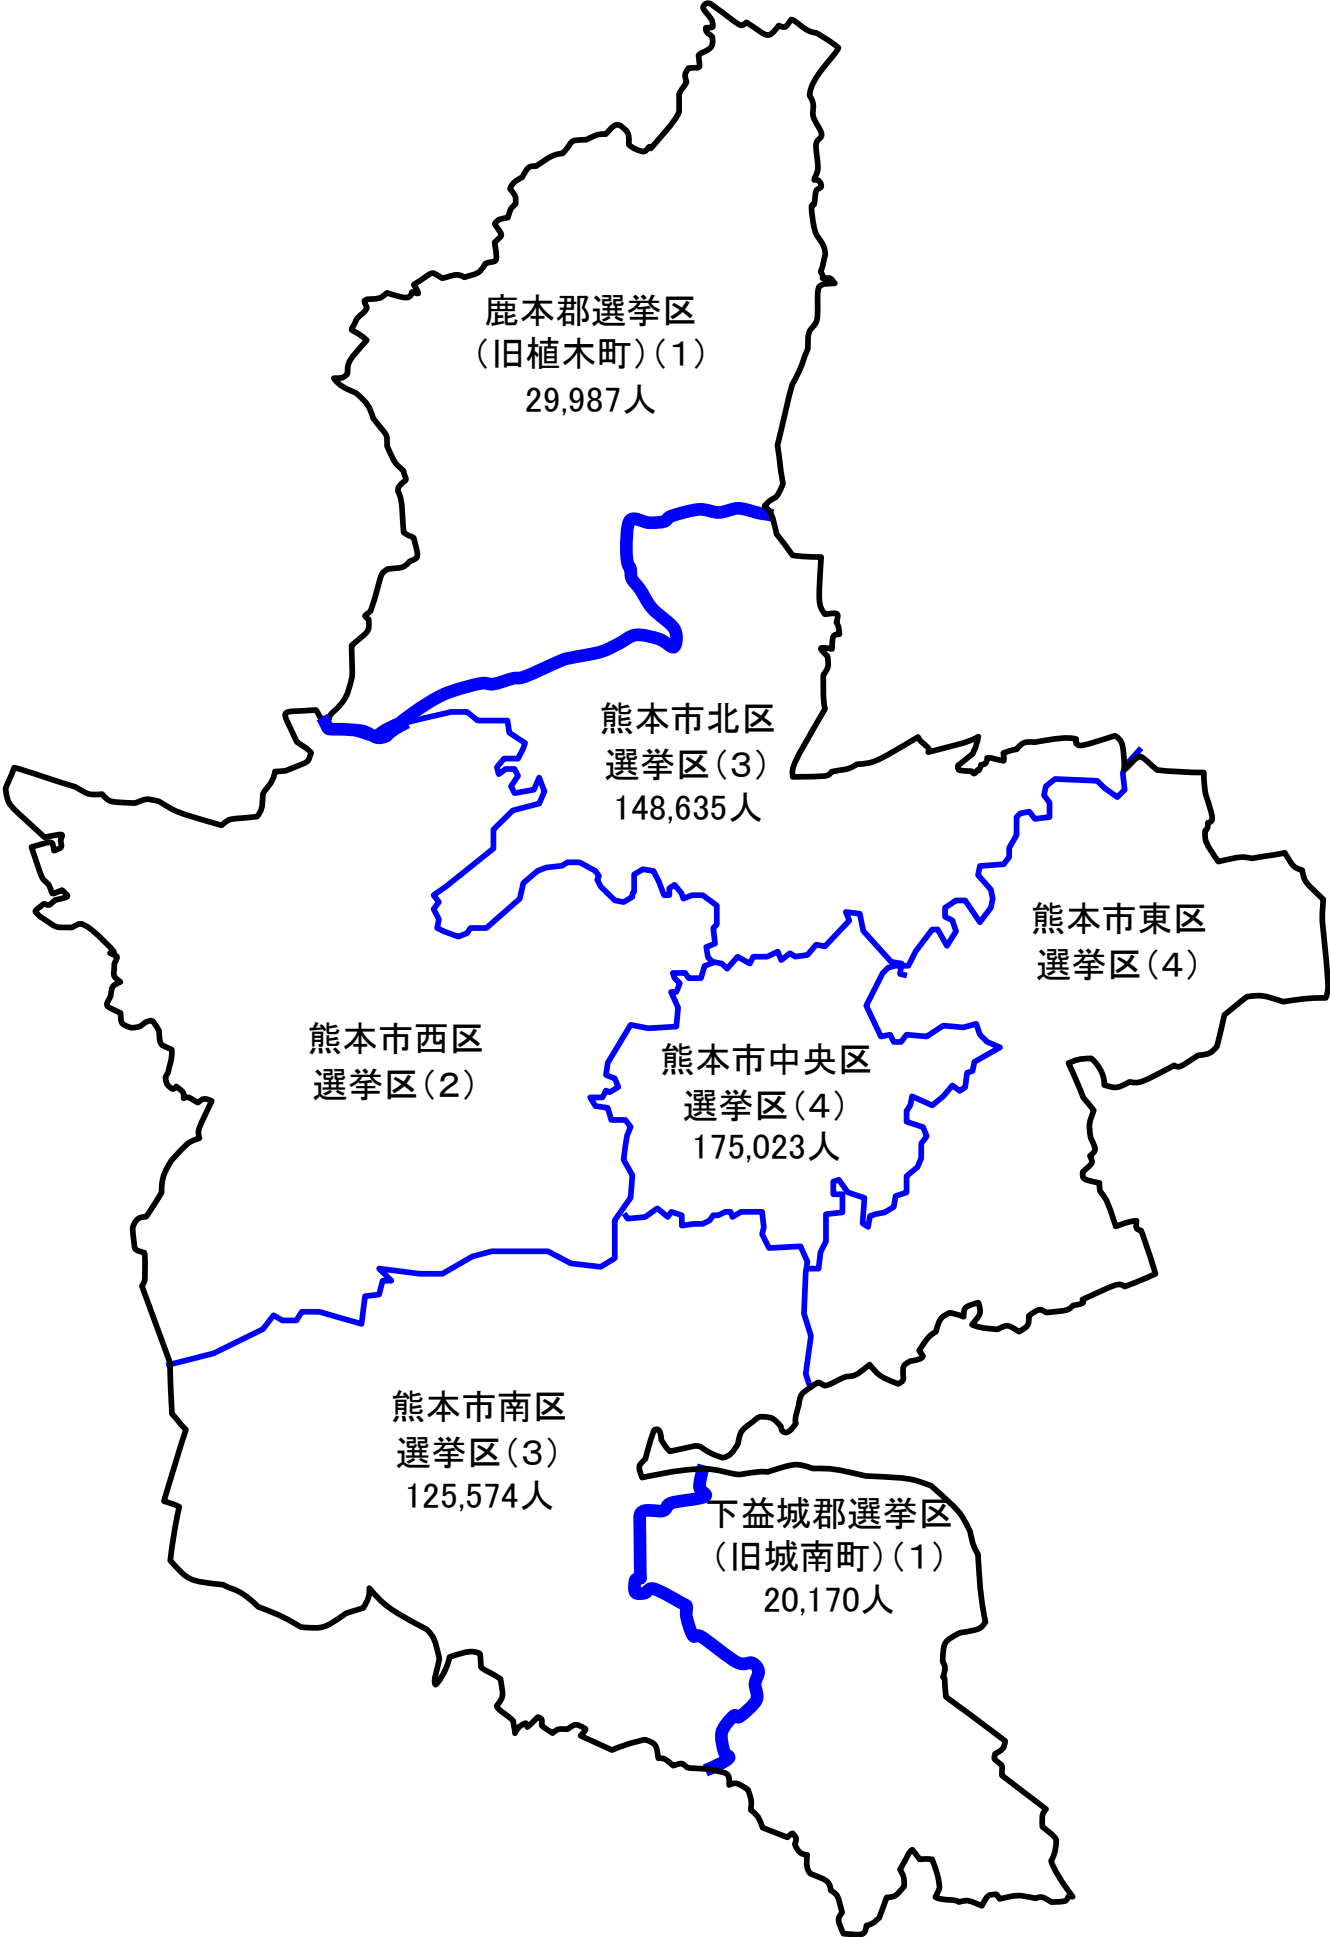 鹿本郡選挙区
（旧植木町）（１）
29,987人
熊本市北区
選挙区（３）
148,635人
熊本市東区
選挙区（４）
熊本市西区
選挙区（２）
熊本市中央区
選挙区（４）
175,023人
熊本市南区
選挙区（３）
125,574人
下益城郡選挙区
（旧城南町）（１）
20,170人